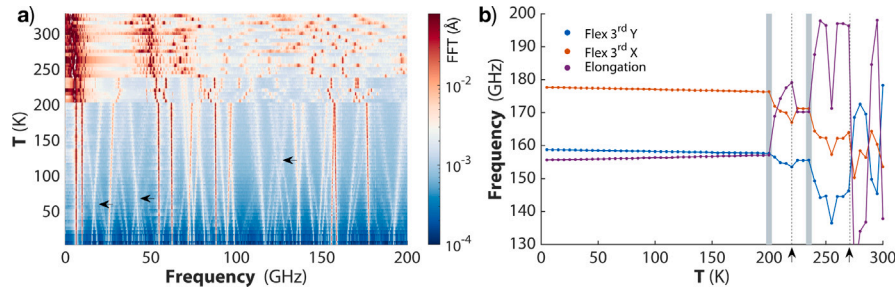 a)
T (K)
300
250
200
150
100
50
0
50
100
150
200
Frequency (GHz)
FFT (Å)
10⁻²
10⁻³
10⁻⁴
b)
Frequency (GHz)
200
190
180
170
160
150
140
130
Flex 3ʳᵈ Y
Flex 3ʳᵈ X
Elongation
0
50
100
150
200
250
300
T (K)